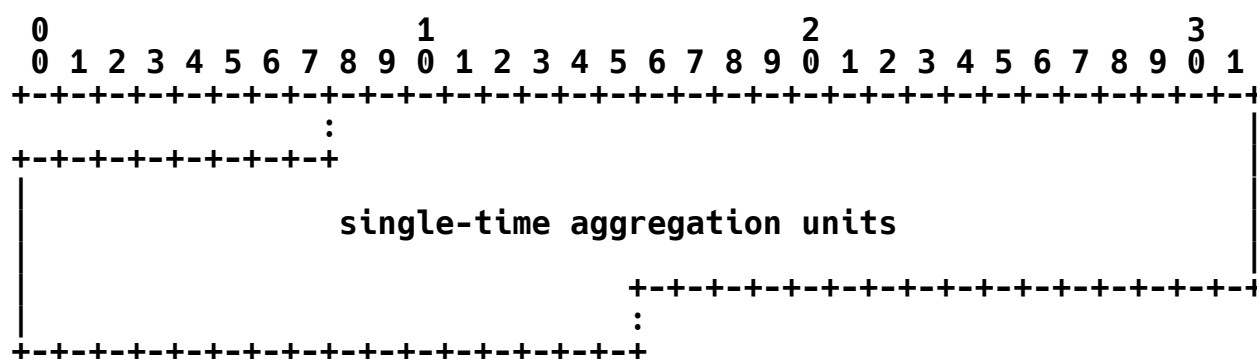 0                   1                   2                   3
 0 1 2 3 4 5 6 7 8 9 0 1 2 3 4 5 6 7 8 9 0 1 2 3 4 5 6 7 8 9 0 1
+-+-+-+-+-+-+-+-+-+-+-+-+-+-+-+-+-+-+-+-+-+-+-+-+-+-+-+-+-+-+-+-+
                :                                               |
+-+-+-+-+-+-+-+-+                                               |
|                                                               |
|                single-time aggregation units                  |
|                                                               |
|                               +-+-+-+-+-+-+-+-+-+-+-+-+-+-+-+-+
|                               :
+-+-+-+-+-+-+-+-+-+-+-+-+-+-+-+-+